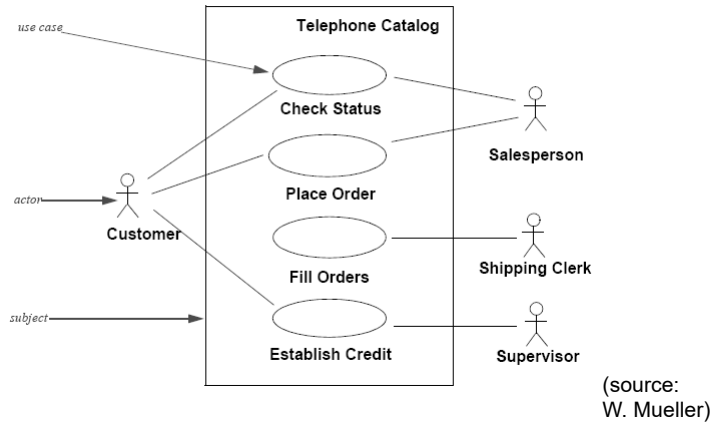 Telephone Catalog
use case
Check Status
Salesperson
Place Order
actor
Customer
Fill Orders
Shipping Clerk
subject
Establish Credit
Supervisor
(source:
W. Mueller)